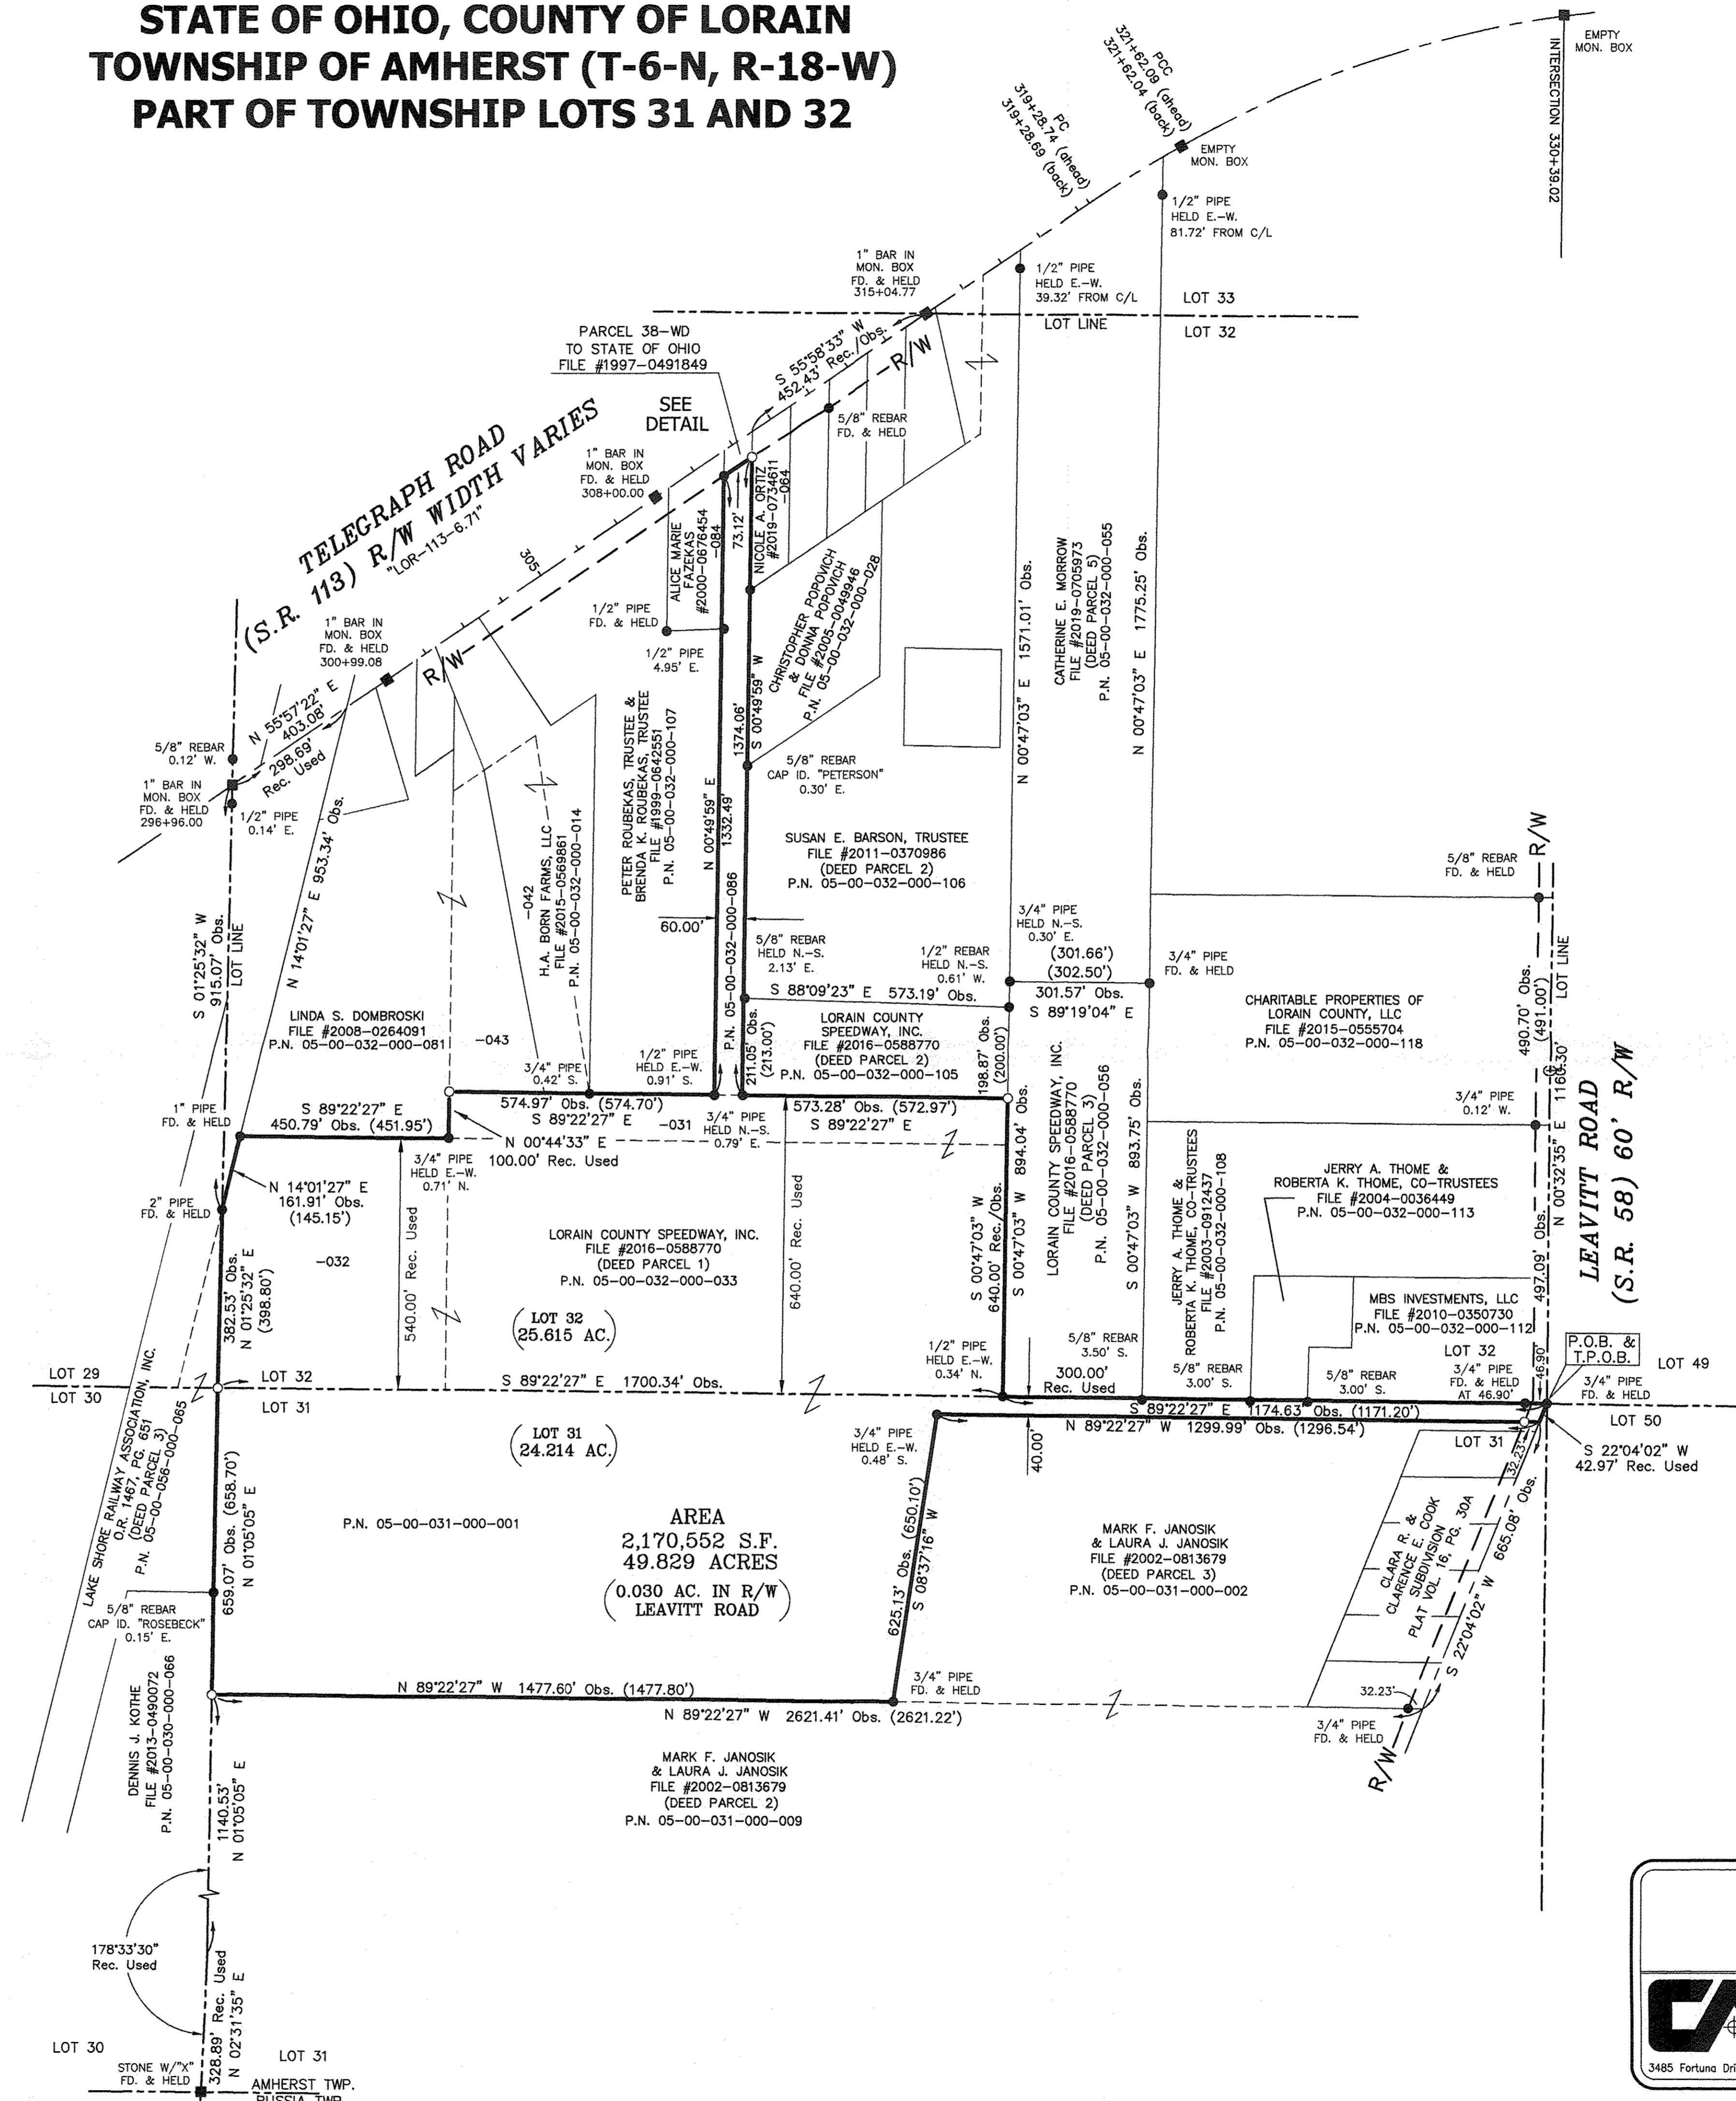 STATE OF OHIO, COUNTY OF LORAIN
TOWNSHIP OF AMHERST (T-6-N, R-18-W)
PART OF TOWNSHIP LOTS 31 AND 32
EMPTY
MON. BOX
INTERSECTION 330+39.02
PCC
321+62.09 (ahead)
321+62.04 (back)
EMPTY
MON. BOX
PC
319+28.74 (ahead)
319+28.69 (back)
1/2" PIPE
HELD E.-W.
81.72' FROM C/L
1" BAR IN
MON. BOX
FD. & HELD
315+04.77
1/2" PIPE
HELD E.-W.
39.32' FROM C/L
LOT 33
LOT LINE
LOT 32
PARCEL 38-WD
TO STATE OF OHIO
FILE #1997-0491849
S 55°58'33" W
452.43' Rec./Obs.
R/W
SEE
DETAIL
5/8" REBAR
FD. & HELD
TELEGRAPH ROAD
(S.R. 113) R/W WIDTH VARIES
"LOR-113-6.71"
1" BAR IN
MON. BOX
FD. & HELD
308+00.00
305
ALICE MARIE
FAZEKAS
#2000-0676454
-084
73.12'
NICOLE A. ORTIZ
#2019-0734611
-064
CHRISTOPHER POPOVICH
& DONNA POPOVICH
FILE #2005-0049946
P.N. 05-00-032-000-028
1/2" PIPE
FD. & HELD
1/2" PIPE
4.95' E.
1" BAR IN
MON. BOX
FD. & HELD
300+99.08
R/W
N 55°57'22" E
403.08'
298.69'
Rec. Used
5/8" REBAR
0.12' W.
1" BAR IN
MON. BOX
FD. & HELD
296+96.00
1/2" PIPE
0.14' E.
N 14°01'27" E 953.34' Obs.
S 01°25'32" W
915.07' Obs.
LOT LINE
-042
H.A. BORN FARMS, LLC
FILE #2015-0569861
P.N. 05-00-032-000-014
PETER ROUBEKAS, TRUSTEE &
BRENDA K. ROUBEKAS, TRUSTEE
FILE #1999-0642551
P.N. 05-00-032-000-107
N 00°49'59" E
1332.49'
1374.06'
S 00°49'59" W
60.00'
P.N. 05-00-032-000-086
5/8" REBAR
CAP ID. "PETERSON"
0.30' E.
SUSAN E. BARSON, TRUSTEE
FILE #2011-0370986
(DEED PARCEL 2)
P.N. 05-00-032-000-106
N 00°47'03" E 1571.01' Obs.
CATHERINE E. MORROW
FILE #2019-0705973
(DEED PARCEL 5)
P.N. 05-00-032-000-055
N 00°47'03" E 1775.25' Obs.
R/W
5/8" REBAR
FD. & HELD
5/8" REBAR
HELD N.-S.
2.13' E.
1/2" REBAR
HELD N.-S.
0.61' W.
3/4" PIPE
HELD N.-S.
0.30' E.
(301.66')
(302.50')
301.57' Obs.
S 89°19'04" E
3/4" PIPE
FD. & HELD
S 88°09'23" E 573.19' Obs.
CHARITABLE PROPERTIES OF
LORAIN COUNTY, LLC
FILE #2015-0555704
P.N. 05-00-032-000-118
490.70' Obs.
(491.00')
LOT LINE
N 00°32'35" E 1160.30'
LINDA S. DOMBROSKI
FILE #2008-0264091
P.N. 05-00-032-000-081
-043
LORAIN COUNTY
SPEEDWAY, INC.
FILE #2016-0588770
(DEED PARCEL 2)
P.N. 05-00-032-000-105
211.05' Obs.
(213.00')
198.87' Obs.
(200.00')
3/4" PIPE
0.42' S.
1/2" PIPE
HELD E.-W.
0.91' S.
LORAIN COUNTY SPEEDWAY, INC.
FILE #2016-0588770
(DEED PARCEL 3)
P.N. 05-00-032-000-056
S 00°47'03" W 894.04' Obs.
S 00°47'03" W 893.75' Obs.
3/4" PIPE
0.12' W.
LEAVITT ROAD
(S.R. 58) 60' R/W
1" PIPE
FD. & HELD
S 89°22'27" E
450.79' Obs. (451.95')
574.97' Obs. (574.70')
S 89°22'27" E
-031
3/4" PIPE
HELD N.-S.
0.79' E.
573.28' Obs. (572.97')
S 89°22'27" E
N 00°44'33" E
100.00' Rec. Used
3/4" PIPE
HELD E.-W.
0.71' N.
N 14°01'27" E
161.91' Obs.
(145.15')
2" PIPE
FD. & HELD
382.53' Obs.
N 01°25'32" E
(398.80')
-032
540.00' Rec. Used
640.00' Rec. Used
LORAIN COUNTY SPEEDWAY, INC.
FILE #2016-0588770
(DEED PARCEL 1)
P.N. 05-00-032-000-033
LOT 32
(25.615 AC.)
S 00°47'03" W
640.00' Rec./Obs.
JERRY A. THOME &
ROBERTA K. THOME, CO-TRUSTEES
FILE #2003-0912437
P.N. 05-00-032-000-108
JERRY A. THOME &
ROBERTA K. THOME, CO-TRUSTEES
FILE #2004-0036449
P.N. 05-00-032-000-113
497.09' Obs.
MBS INVESTMENTS, LLC
FILE #2010-0350730
P.N. 05-00-032-000-112
LOT 32
46.90'
P.O.B. &
T.P.O.B.
LOT 49
3/4" PIPE
FD. & HELD
LOT 50
1/2" PIPE
HELD E.-W.
0.34' N.
5/8" REBAR
3.50' S.
300.00'
Rec. Used
5/8" REBAR
3.00' S.
5/8" REBAR
3.00' S.
3/4" PIPE
FD. & HELD
AT 46.90'
LOT 29
LOT 30
LOT 32
LOT 31
S 89°22'27" E 1700.34' Obs.
S 89°22'27" E 1174.63' Obs. (1171.20')
N 89°22'27" W 1299.99' Obs. (1296.54')
40.00'
LOT 31
32.23'
S 22°04'02" W
42.97' Rec. Used
3/4" PIPE
HELD E.-W.
0.48' S.
LOT 31
(24.214 AC.)
LAKE SHORE RAILWAY ASSOCIATION, INC.
O.R. 1467, PG. 651
(DEED PARCEL 3)
P.N. 05-00-056-000-065
659.07' Obs. (658.70')
N 01°05'05" E
P.N. 05-00-031-000-001
AREA
2,170,552 S.F.
49.829 ACRES
(0.030 AC. IN R/W
LEAVITT ROAD)
625.13' Obs. (650.10')
S 08°37'16" W
MARK F. JANOSIK
& LAURA J. JANOSIK
FILE #2002-0813679
(DEED PARCEL 3)
P.N. 05-00-031-000-002
CLARA R. &
CLARENCE E. COOK
SUBDIVISION
PLAT VOL. 16, PG. 30A
S 22°04'02" W 665.08' Obs.
5/8" REBAR
CAP ID. "ROSEBECK"
0.15' E.
DENNIS J. KOTHE
FILE #2013-0490072
P.N. 05-00-030-000-066
N 89°22'27" W 1477.60' Obs. (1477.80')
3/4" PIPE
FD. & HELD
N 89°22'27" W 2621.41' Obs. (2621.22')
32.23'
3/4" PIPE
FD. & HELD
R/W
MARK F. JANOSIK
& LAURA J. JANOSIK
FILE #2002-0813679
(DEED PARCEL 2)
P.N. 05-00-031-000-009
1140.53'
N 01°05'05" E
178°33'30"
Rec. Used
328.89' Rec. Used
N 02°31'35" E
LOT 30
LOT 31
STONE W/"X"
FD. & HELD
AMHERST TWP.
RUSSIA TWP.
3485 Fortuna Dri